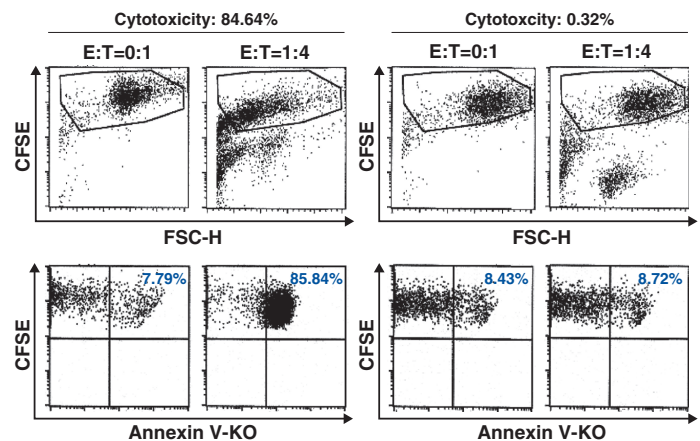 Cytotoxicity: 84.64%
Cytotoxcity: 0.32%
E:T=0:1
E:T=1:4
E:T=0:1
E:T=1:4
CFSE
CFSE
FSC-H
FSC-H
7.79%
85.84%
8.43%
8.72%
CFSE
CFSE
Annexin V-KO
Annexin V-KO